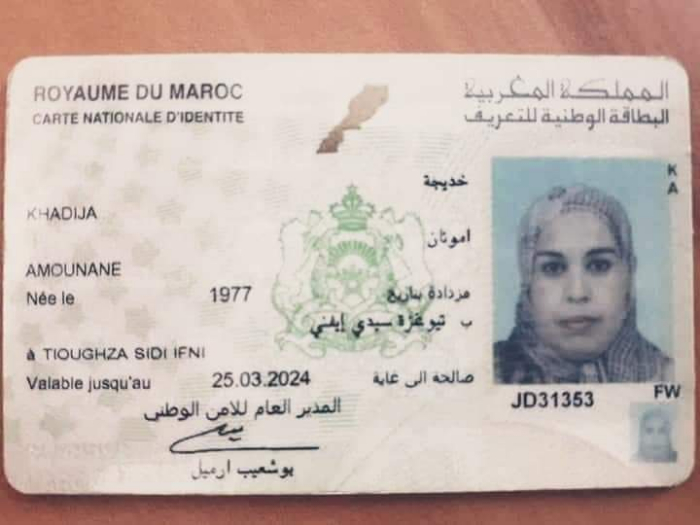 ROYAUME DU MAROC
المملكة المغربية
CARTE NATIONALE D'IDENTITE
البطاقة الوطنية للتعريف
K
A
خديجة
KHADIJA
امونان
AMOUNANE
Née le 1977 مزدادة بتاريخ
ب تيوغزة سيدي إيفني
à TIOUGHZA SIDI IFNI
Valable jusqu'au 25.03.2024 صالحة الى غاية
JD31353
FW
المدير العام للامن الوطني
بوشعيب ارميل